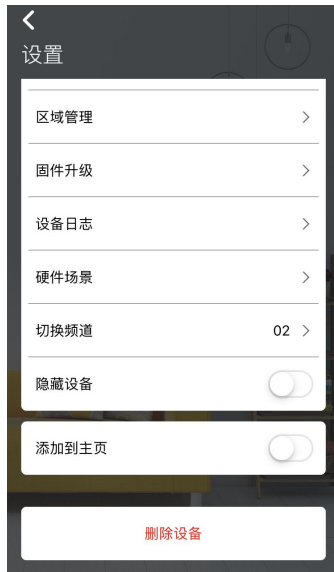 设置
区域管理
固件升级
设备日志
硬件场景
切换频道 02
隐藏设备
添加到主页
删除设备